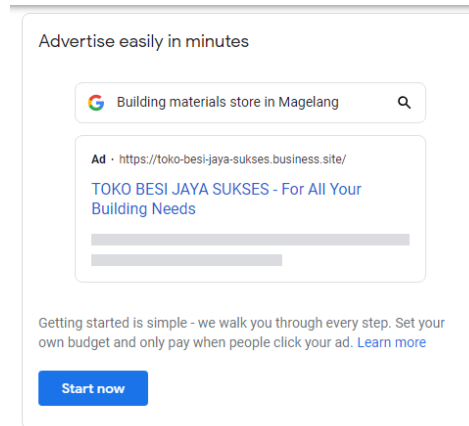 Advertise easily in minutes
Building materials store in Magelang
Ad · https://toko-besi-jaya-sukses.business.site/
TOKO BESI JAYA SUKSES - For All Your
Building Needs
Getting started is simple - we walk you through every step. Set your
own budget and only pay when people click your ad. Learn more
Start now